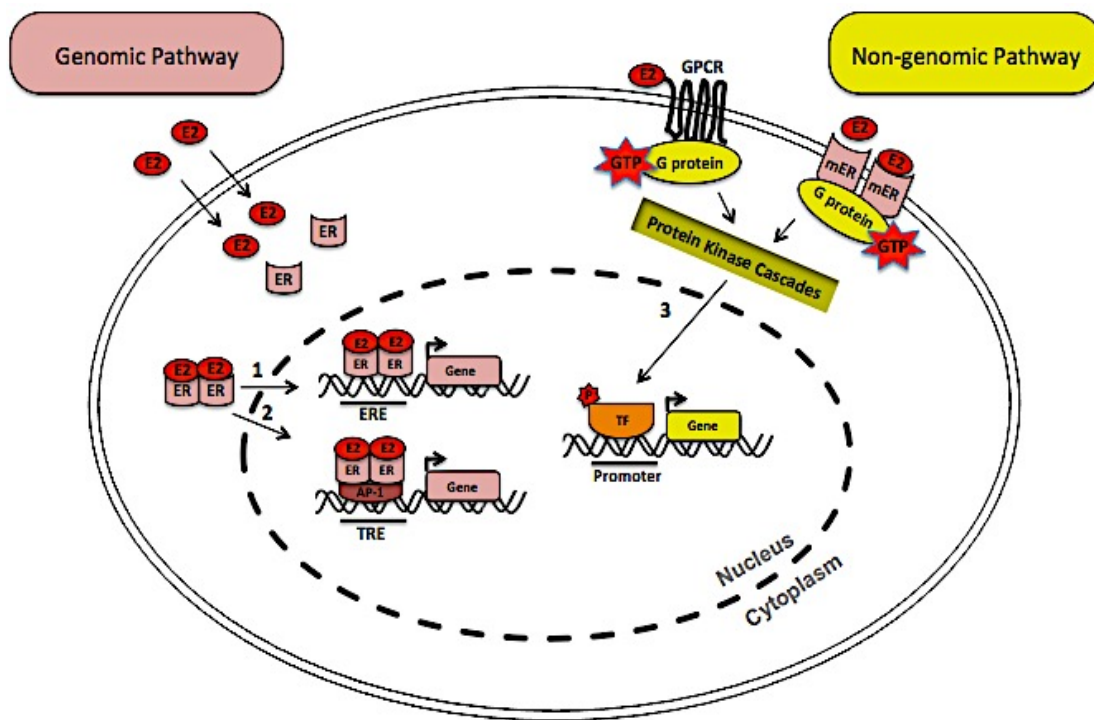 Genomic Pathway
Non-genomic Pathway
GPCR
E2
GTP
G protein
E2
E2
mER
mER
G protein
GTP
E2
E2
E2
E2
ER
ER
Protein Kinase Cascades
3
E2
E2
ER
ER
1
2
E2
E2
ER
ER
Gene
ERE
E2
E2
ER
ER
AP-1
Gene
TRE
P
TF
Gene
Promoter
Nucleus
Cytoplasm